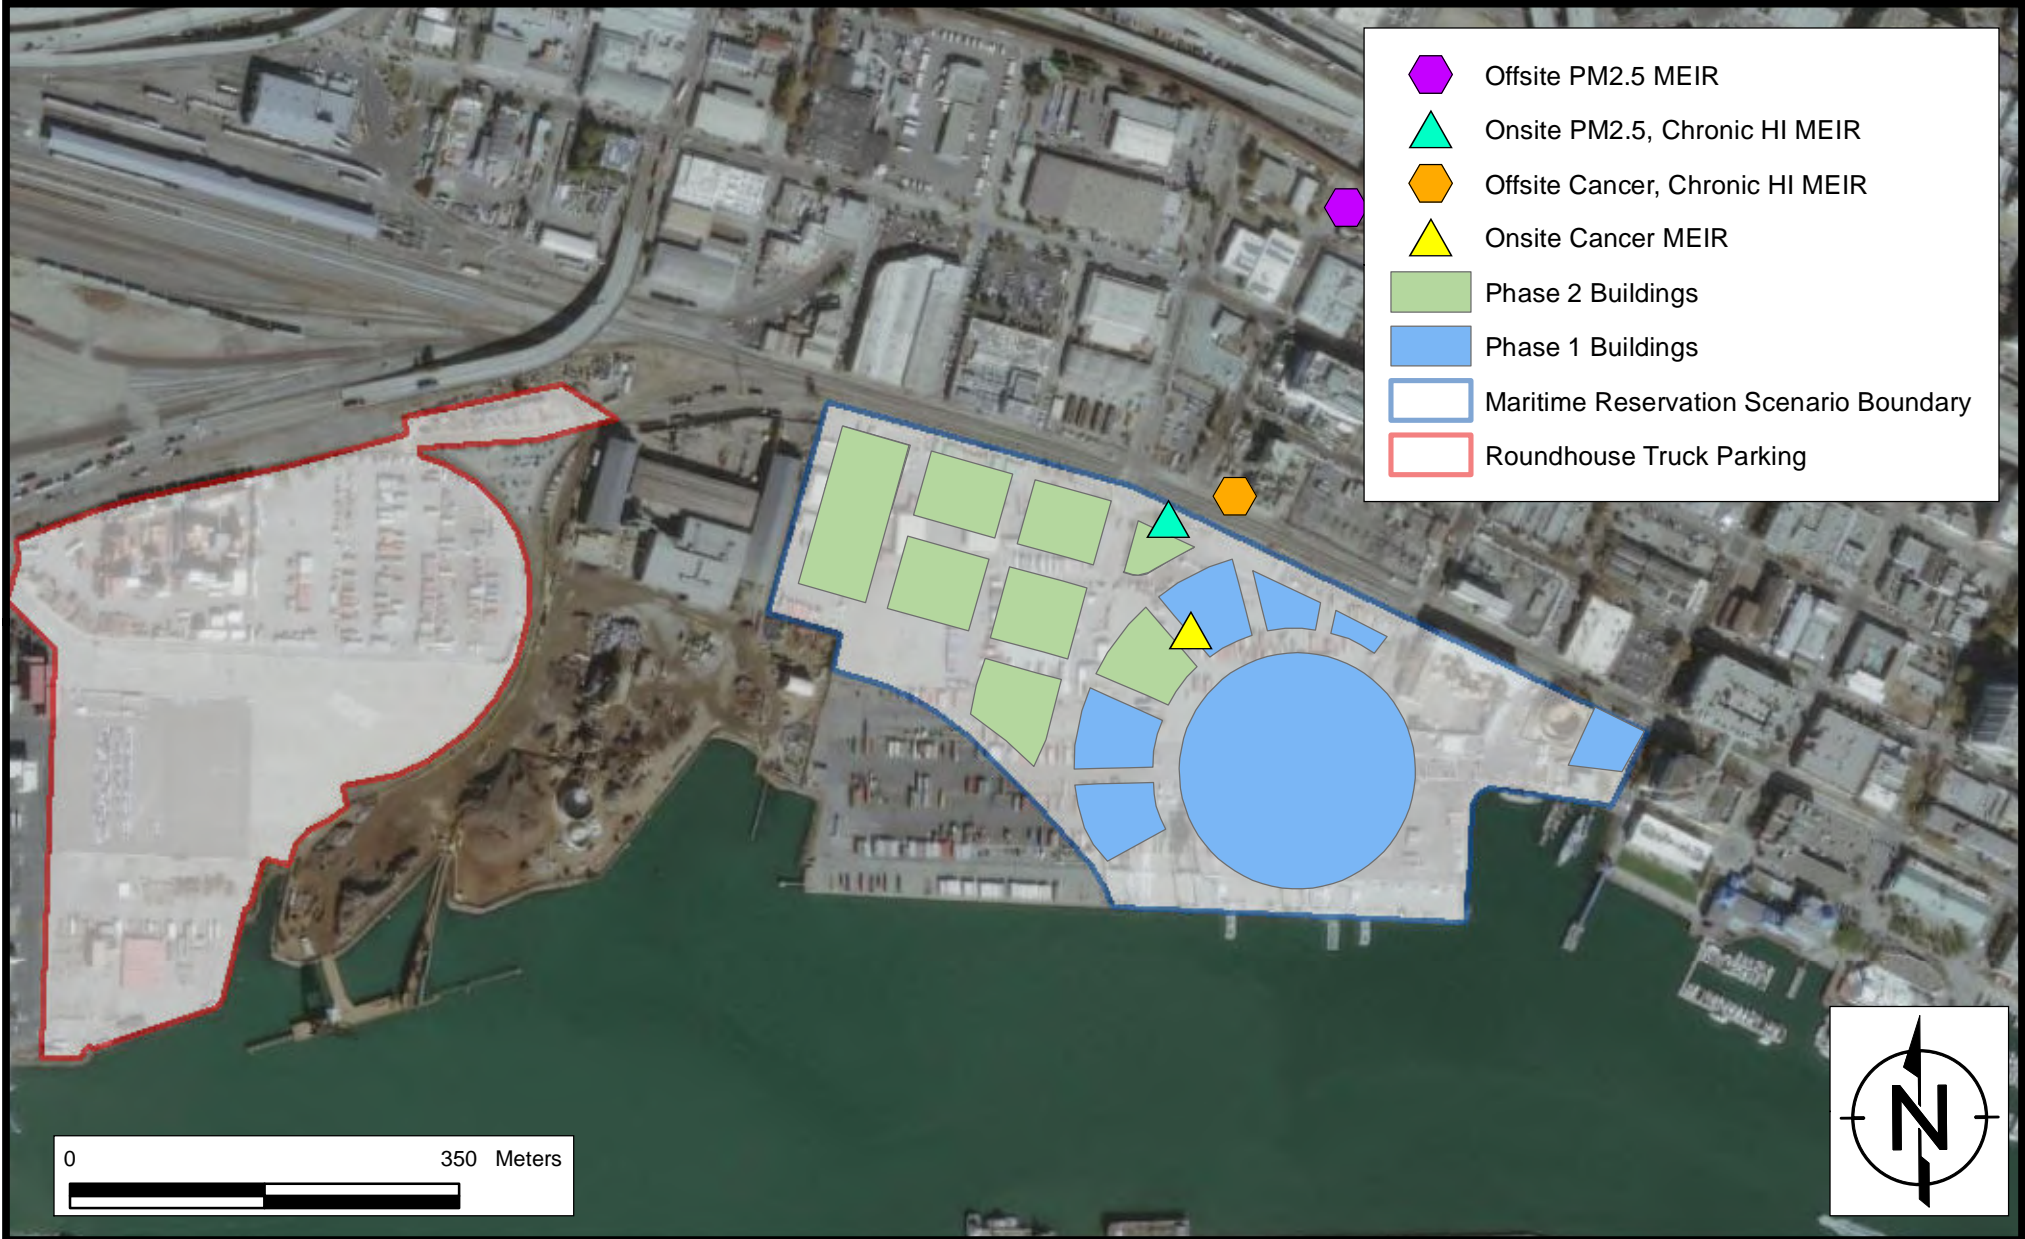 Offsite PM2.5 MEIR
Onsite PM2.5, Chronic HI MEIR
Offsite Cancer, Chronic HI MEIR
Onsite Cancer MEIR
Phase 2 Buildings
Phase 1 Buildings
Maritime Reservation Scenario Boundary
Roundhouse Truck Parking
0 350 Meters
N